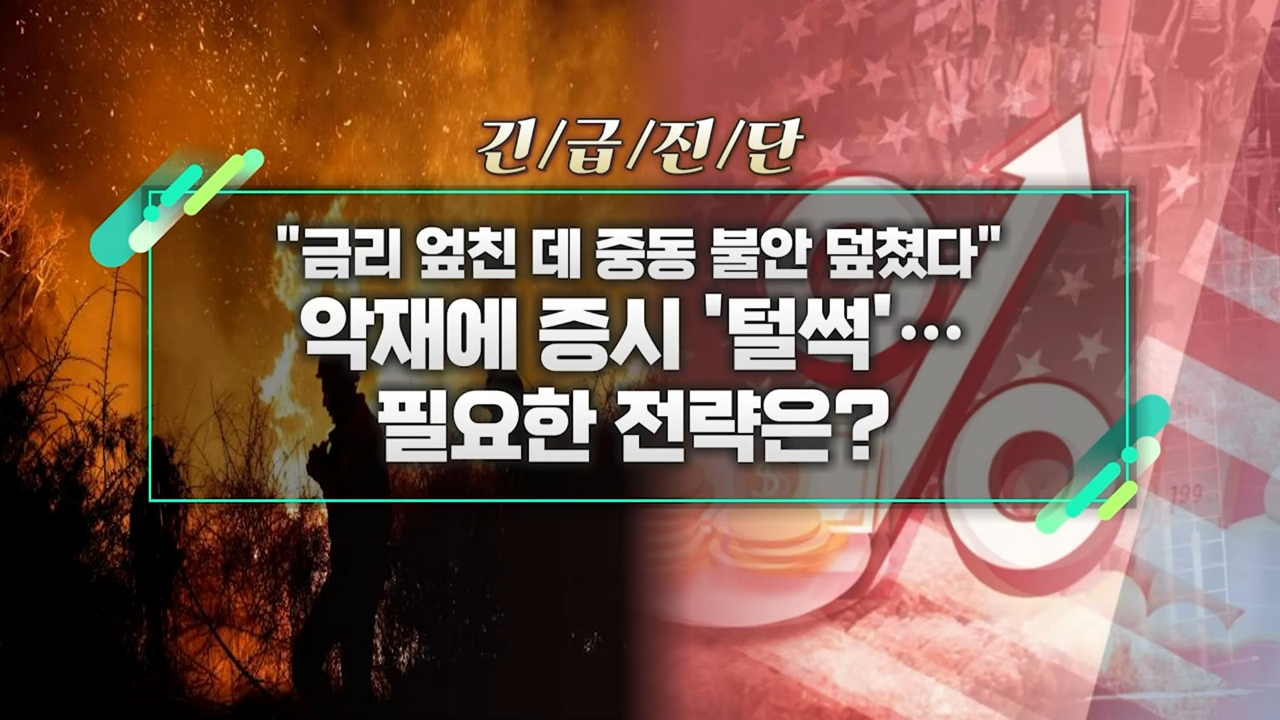 긴/급/진/단
"금리 엎친 데 중동 불안 덮쳤다"
악재에 증시 '털썩'…
필요한 전략은?
199